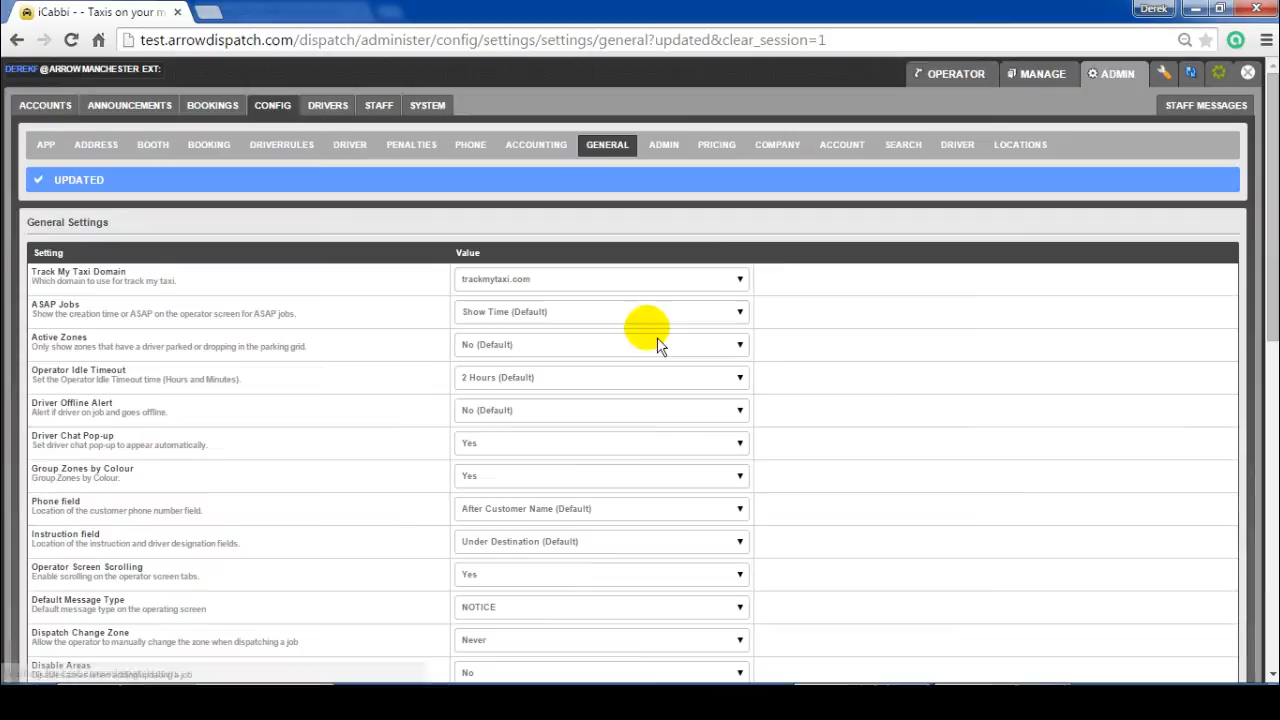 iCabbi - - Taxis on your m
Derek
test.arrowdispatch.com/dispatch/administer/config/settings/settings/general?updated&clear_session=1
DEREKF@ARROWMANCHESTER EXT:
OPERATOR MANAGE ADMIN
ACCOUNTS ANNOUNCEMENTS BOOKINGS CONFIG DRIVERS STAFF SYSTEM STAFF MESSAGES
APP ADDRESS BOOTH BOOKING DRIVERRULES DRIVER PENALTIES PHONE ACCOUNTING GENERAL ADMIN PRICING COMPANY ACCOUNT SEARCH DRIVER LOCATIONS
UPDATED
General Settings
Setting Value
Track My Taxi Domain
Which domain to use for track my taxi.
trackmytaxi.com
ASAP Jobs
Show the creation time or ASAP on the operator screen for ASAP jobs.
Show Time (Default)
Active Zones
Only show zones that have a driver parked or dropping in the parking grid.
No (Default)
Operator Idle Timeout
Set the Operator Idle Timeout time (Hours and Minutes).
2 Hours (Default)
Driver Offline Alert
Alert if driver on job and goes offline.
No (Default)
Driver Chat Pop-up
Set driver chat pop-up to appear automatically.
Yes
Group Zones by Colour
Group Zones by Colour.
Yes
Phone field
Location of the customer phone number field.
After Customer Name (Default)
Instruction field
Location of the instruction and driver designation fields.
Under Destination (Default)
Operator Screen Scrolling
Enable scrolling on the operator screen tabs.
Yes
Default Message Type
Default message type on the operating screen
NOTICE
Dispatch Change Zone
Allow the operator to manually change the zone when dispatching a job
Never
Disable Areas
No